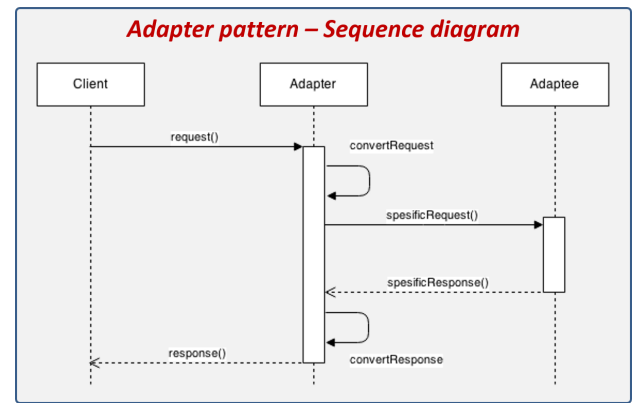 Adapter pattern – Sequence diagram
Client
Adapter
Adaptee
request()
convertRequest
spesificRequest()
spesificResponse()
response()
convertResponse